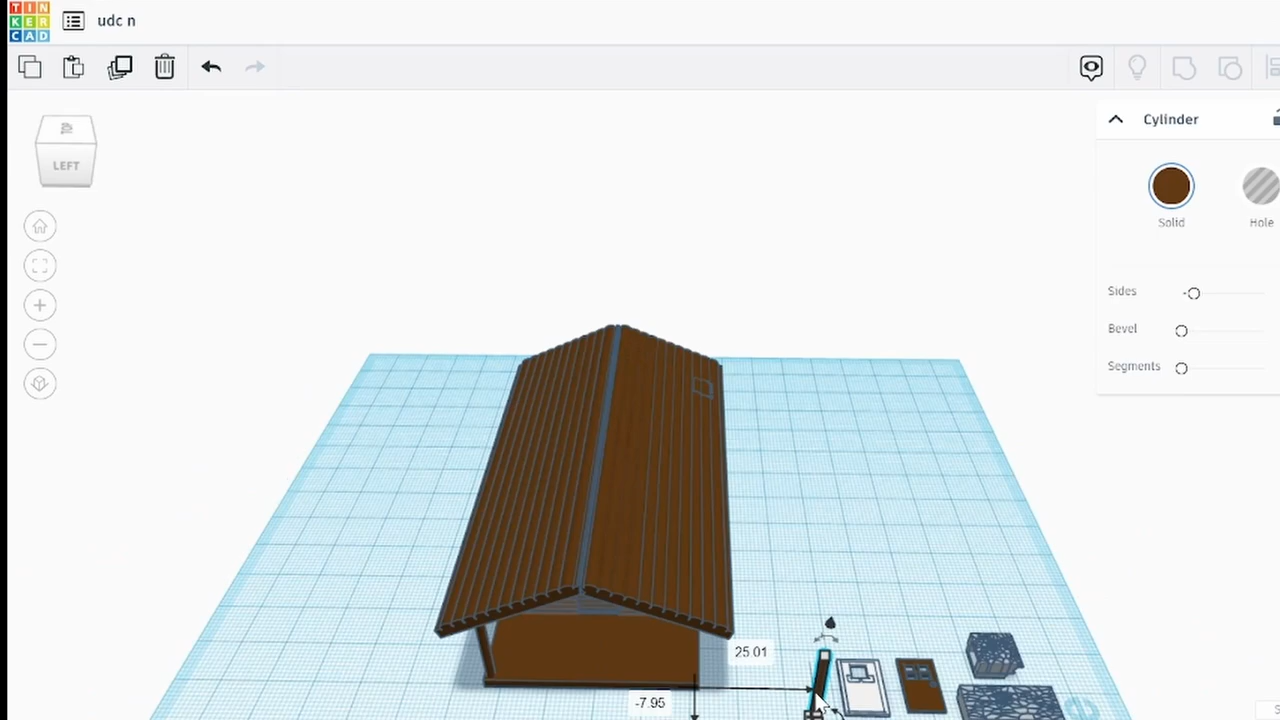 TIN
KER
CAD
udc n
LEFT
Cylinder
Solid
Hole
Sides
Bevel
Segments
25.01
-7.95